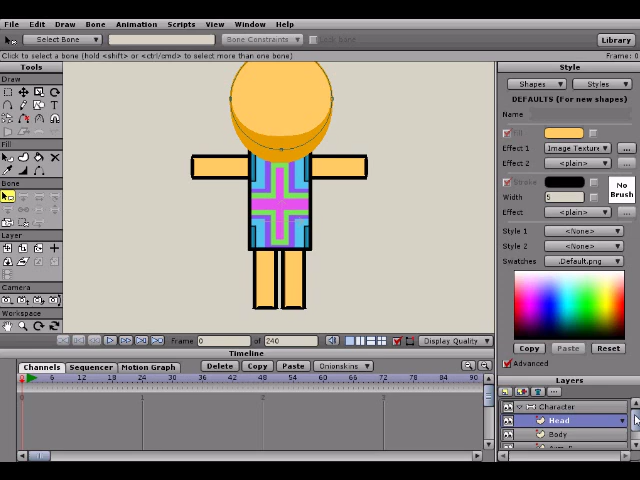 File Edit Draw Bone Animation Scripts View Window Help
Select Bone Bone Constraints Lock bone Library
Click to select a bone (hold <shift> or <ctrl/cmd> to select more than one bone) Frame: 0
Tools
Draw
T
Fill
Bone
Layer
Camera
Workspace
Style
Shapes Styles
DEFAULTS (For new shapes)
Name
Fill
Effect 1 Image Texture ...
Effect 2 <plain> ...
Stroke
No Brush
Width 5
Effect <plain> ...
Style 1 <None>
Style 2 <None>
Swatches .Default.png
Copy Paste Reset
Advanced
Layers
Character
Head
Body
Frame 0 of 240 Display Quality
Timeline
Channels Sequencer Motion Graph Delete Copy Paste Onionskins
0 6 12 18 24 30 36 42 48 54 60 66 72 78 84 90
0 1 2 3